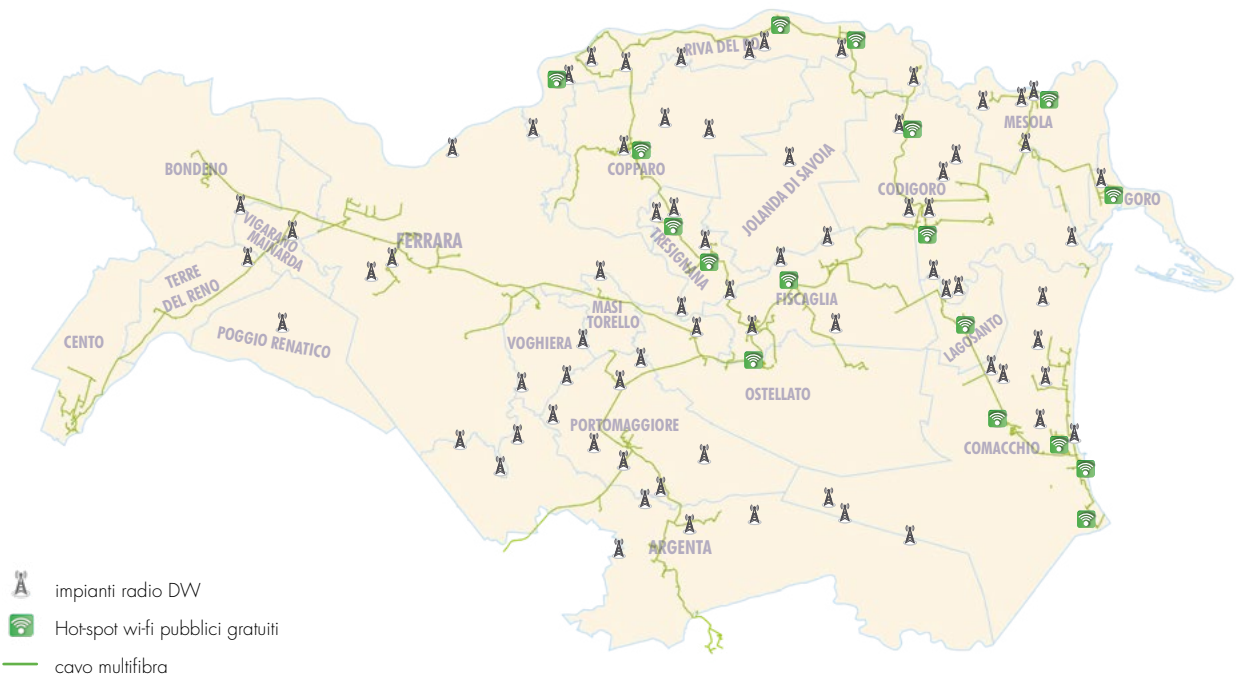 RIVA DEL PO
MESOLA
BONDENO
COPPARO
JOLANDA DI SAVOIA
CODIGORO
GORO
VIGARANO
MAINARDA
FERRARA
TRESIGNANA
TERRE
DEL RENO
FISCAGLIA
MASI
TORELLO
CENTO
POGGIO RENATICO
VOGHIERA
LAGOSANTO
OSTELLATO
PORTOMAGGIORE
COMACCHIO
ARGENTA
impianti radio DW
Hot-spot wi-fi pubblici gratuiti
cavo multifibra